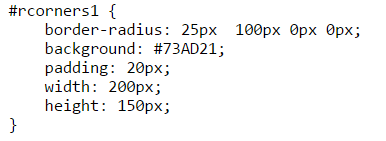 #rcorners1 {
    border-radius: 25px  100px 0px 0px;
    background: #73AD21;
    padding: 20px;
    width: 200px;
    height: 150px;
}